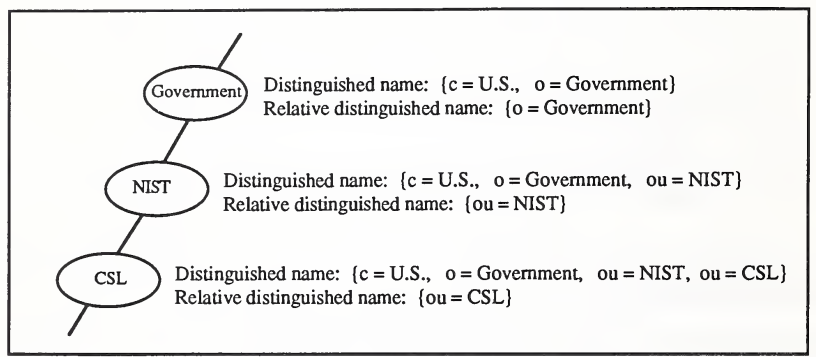 Government
Distinguished name: {c = U.S., o = Government}
Relative distinguished name: {o = Government}
NIST
Distinguished name: {c = U.S., o = Government, ou = NIST}
Relative distinguished name: {ou = NIST}
CSL
Distinguished name: {c = U.S., o = Government, ou = NIST, ou = CSL}
Relative distinguished name: {ou = CSL}